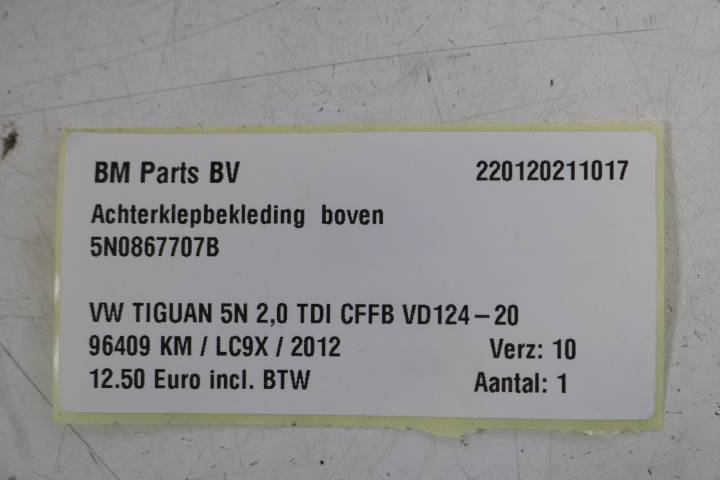 BM Parts BV 220120211017
Achterklepbekleding boven
5N0867707B
VW TIGUAN 5N 2,0 TDI CFFB VD124-20
96409 KM / LC9X / 2012 Verz: 10
12.50 Euro incl. BTW Aantal: 1